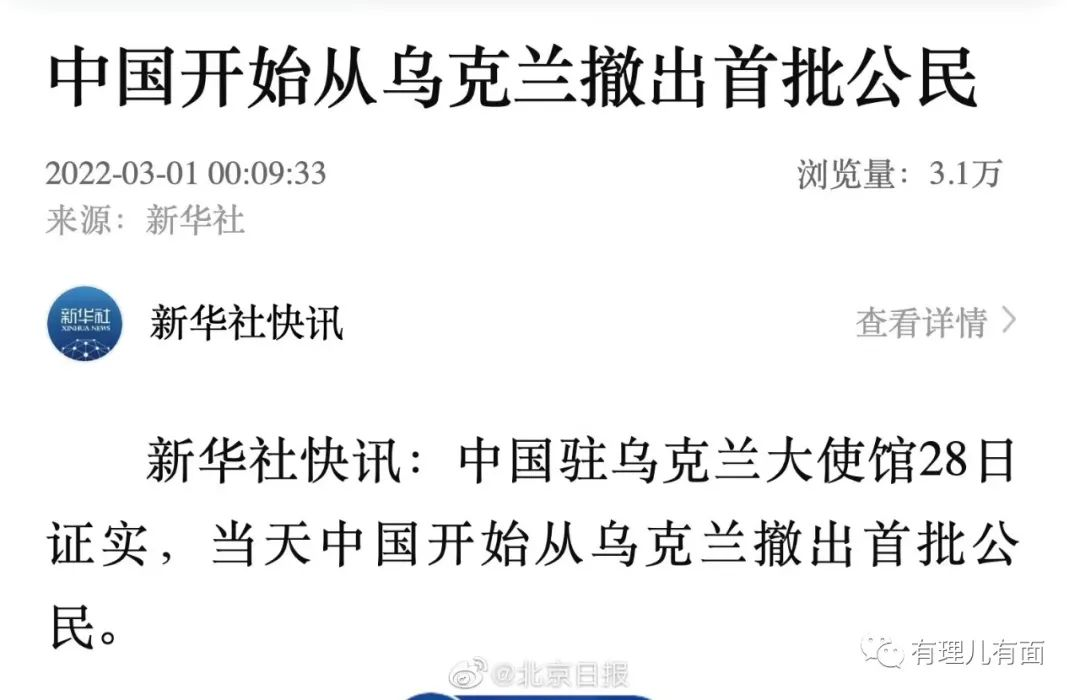 中国开始从乌克兰撤出首批公民
2022-03-01 00:09:33
浏览量：3.1万
来源：新华社
新华社
XINHUA NEWS
新华社快讯
查看详情
新华社快讯：中国驻乌克兰大使馆28日
证实，当天中国开始从乌克兰撤出首批公
民。
@北京日报
有理儿有面